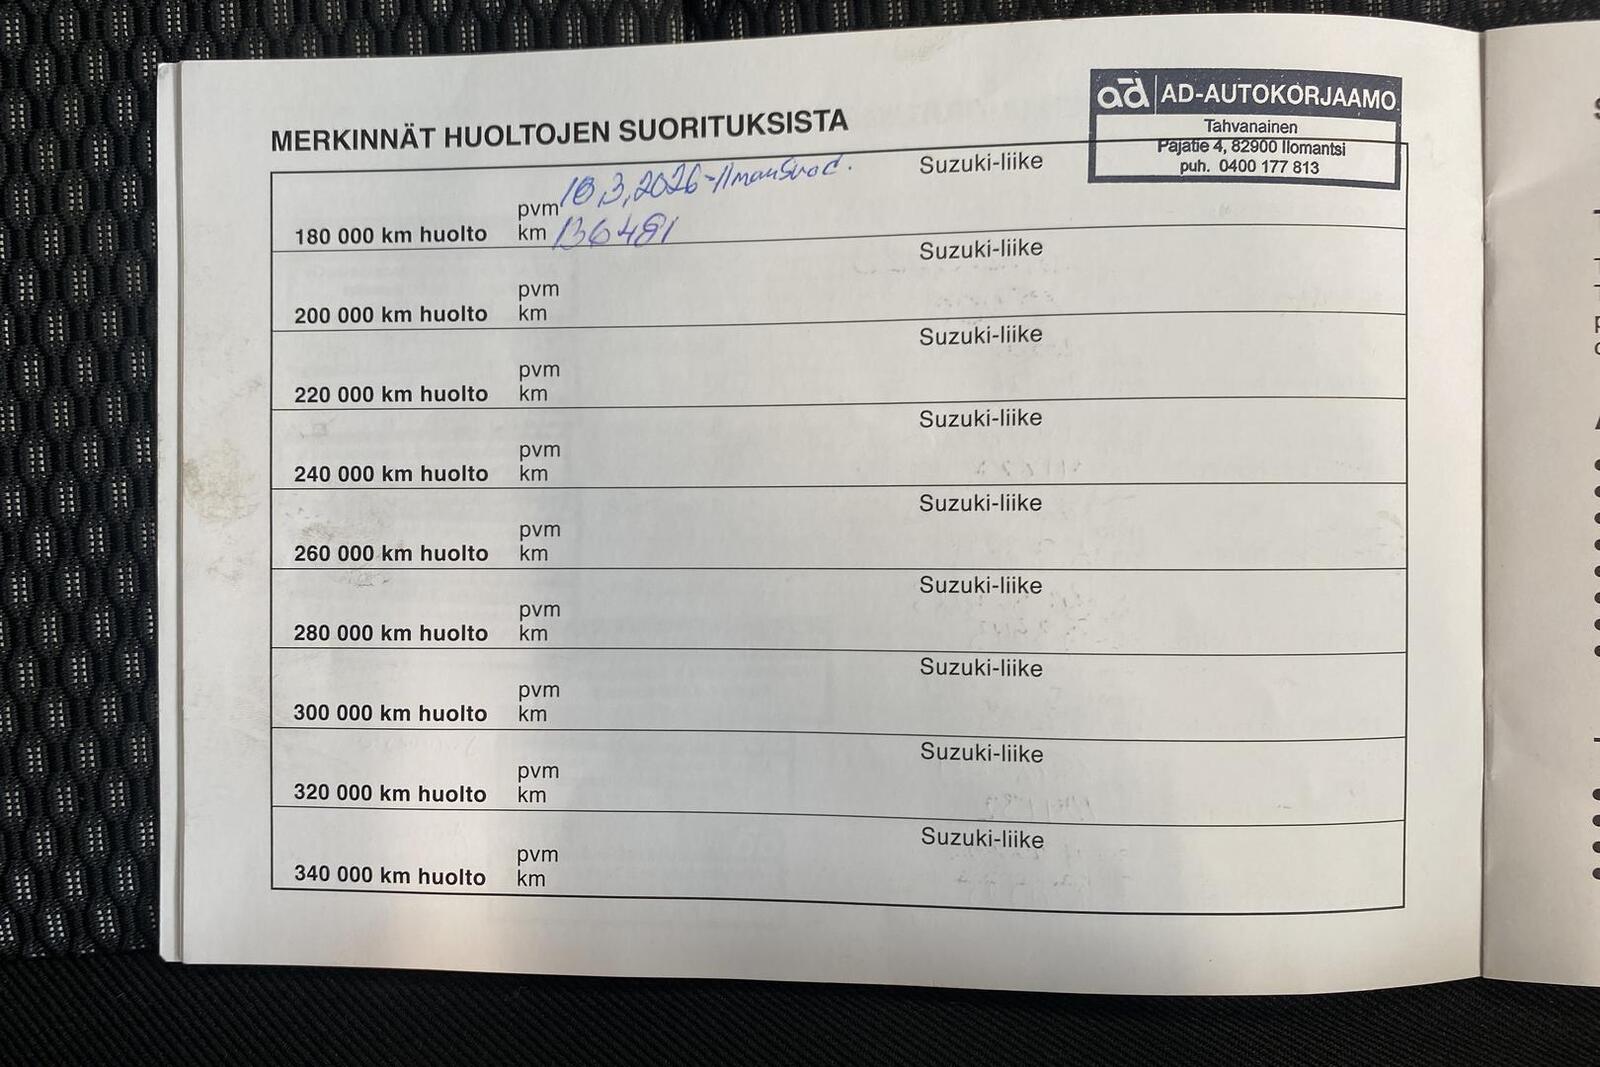 MERKINNÄT HUOLTOJEN SUORITUKSISTA
ad AD-AUTOKORJAAMO
Tahvanainen
Pajatie 4, 82900 Ilomantsi
puh. 0400 177 813
Suzuki-liike
pvm 18.3.2026 - Ilmansuod.
180 000 km huolto km 136481
Suzuki-liike
pvm
200 000 km huolto km
Suzuki-liike
pvm
220 000 km huolto km
Suzuki-liike
pvm
240 000 km huolto km
Suzuki-liike
pvm
260 000 km huolto km
Suzuki-liike
pvm
280 000 km huolto km
Suzuki-liike
pvm
300 000 km huolto km
Suzuki-liike
pvm
320 000 km huolto km
Suzuki-liike
pvm
340 000 km huolto km